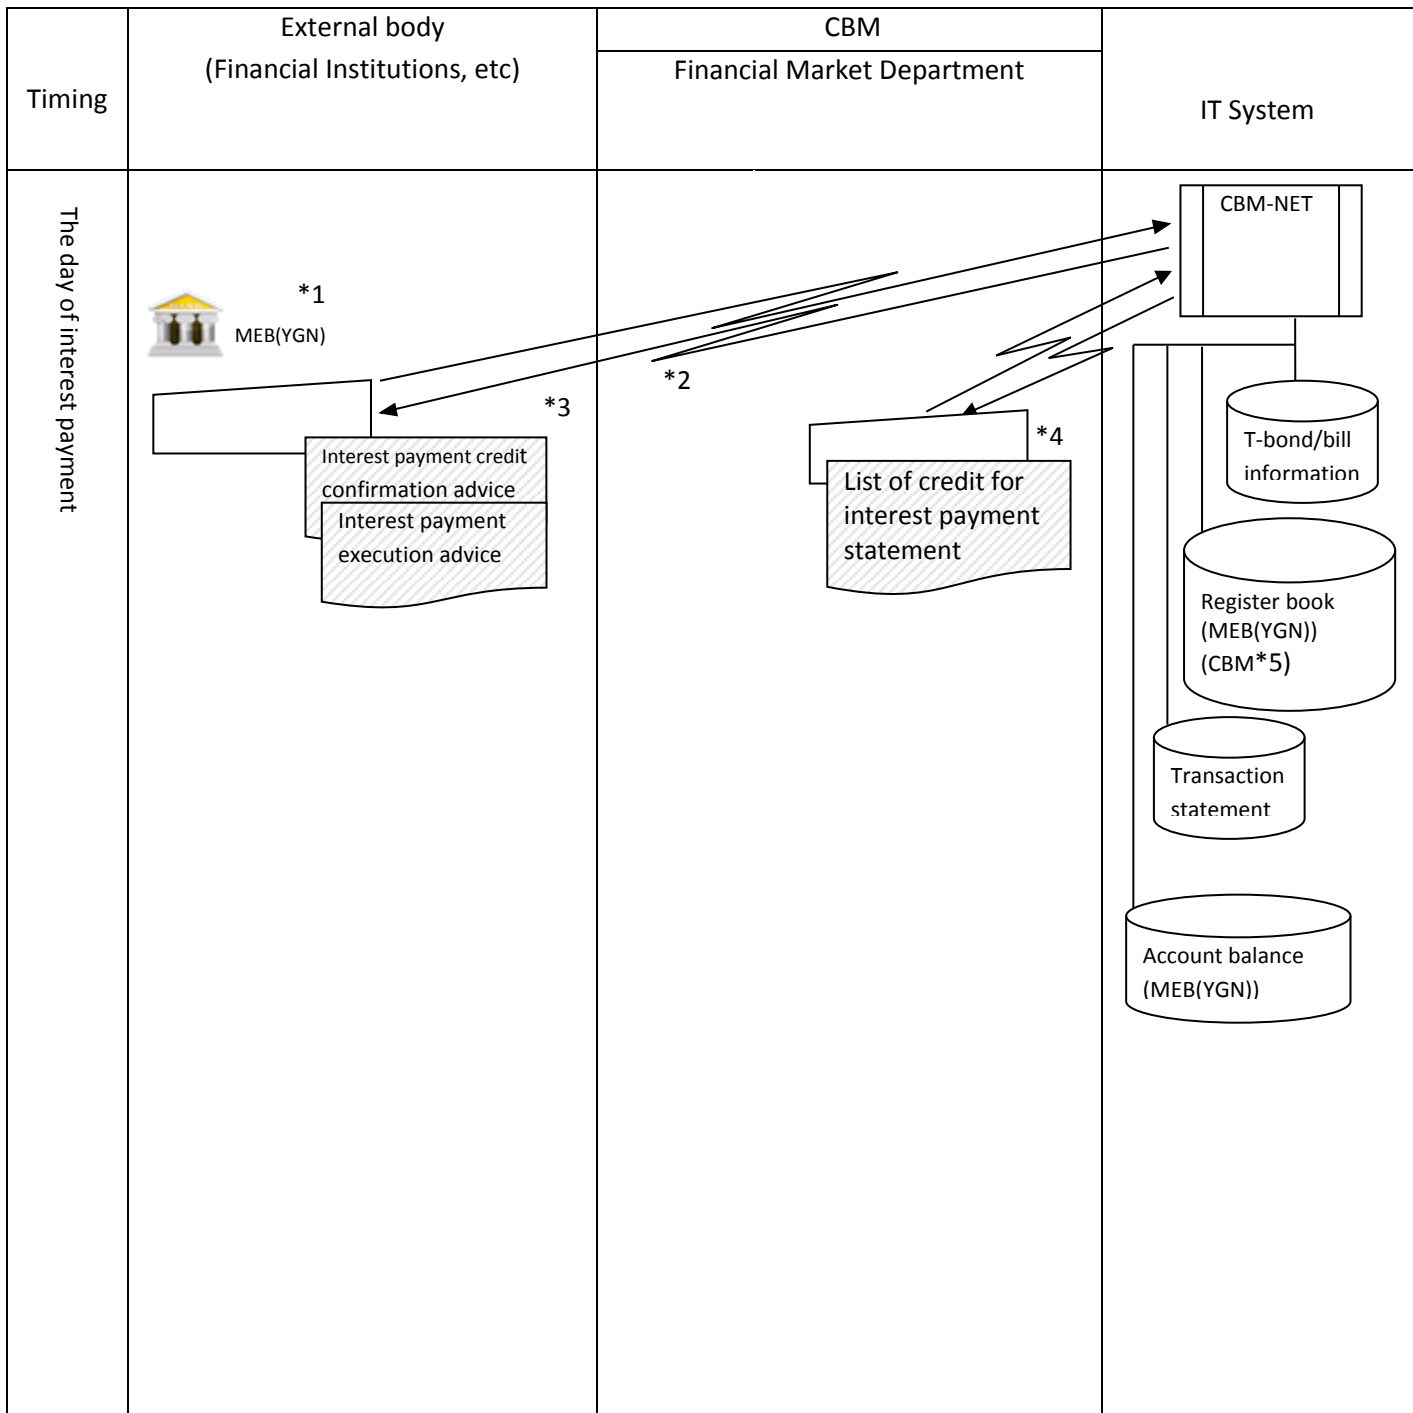 Timing
External body
(Financial Institutions, etc)
CBM
Financial Market Department
IT System
The day of interest payment
*1
MEB(YGN)
*2
*3
Interest payment credit
confirmation advice
Interest payment
execution advice
*4
List of credit for
interest payment
statement
CBM-NET
T-bond/bill
information
Register book
(MEB(YGN))
(CBM*5)
Transaction
statement
Account balance
(MEB(YGN))